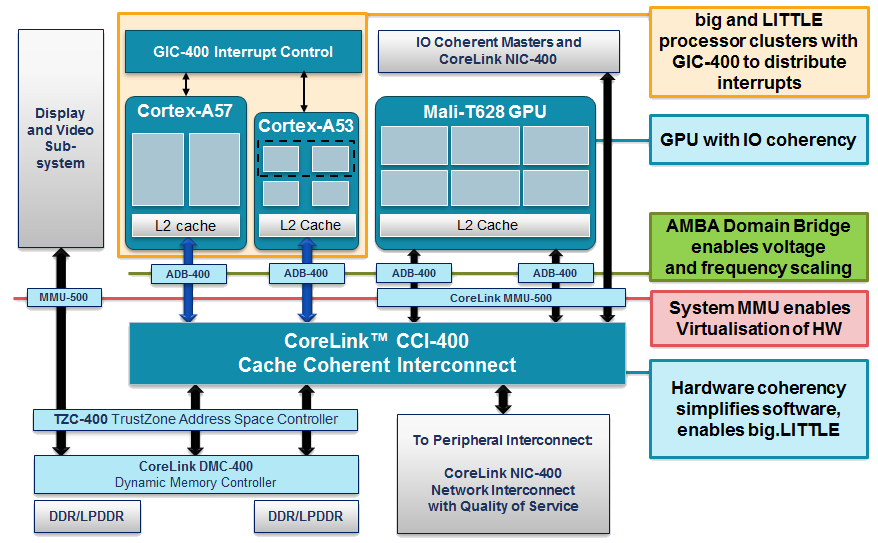 GIC-400 Interrupt Control
IO Coherent Masters and
CoreLink NIC-400
big and LITTLE
processor clusters with
GIC-400 to distribute
interrupts
Display
and Video
Sub-
system
Cortex-A57
L2 cache
Cortex-A53
L2 Cache
Mali-T628 GPU
L2 Cache
GPU with IO coherency
AMBA Domain Bridge
enables voltage
and frequency scaling
ADB-400
ADB-400
ADB-400
ADB-400
MMU-500
CoreLink MMU-500
System MMU enables
Virtualisation of HW
CoreLink™ CCI-400
Cache Coherent Interconnect
Hardware coherency
simplifies software,
enables big.LITTLE
TZC-400 TrustZone Address Space Controller
To Peripheral Interconnect:
CoreLink NIC-400
Network Interconnect
with Quality of Service
CoreLink DMC-400
Dynamic Memory Controller
DDR/LPDDR
DDR/LPDDR